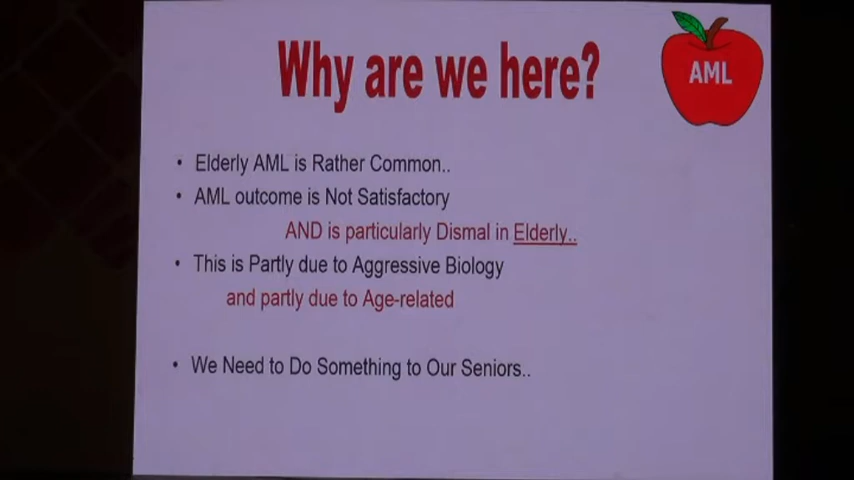 Why are we here?
AML
• Elderly AML is Rather Common..
• AML outcome is Not Satisfactory
AND is particularly Dismal in Elderly..
• This is Partly due to Aggressive Biology
and partly due to Age-related
• We Need to Do Something to Our Seniors..